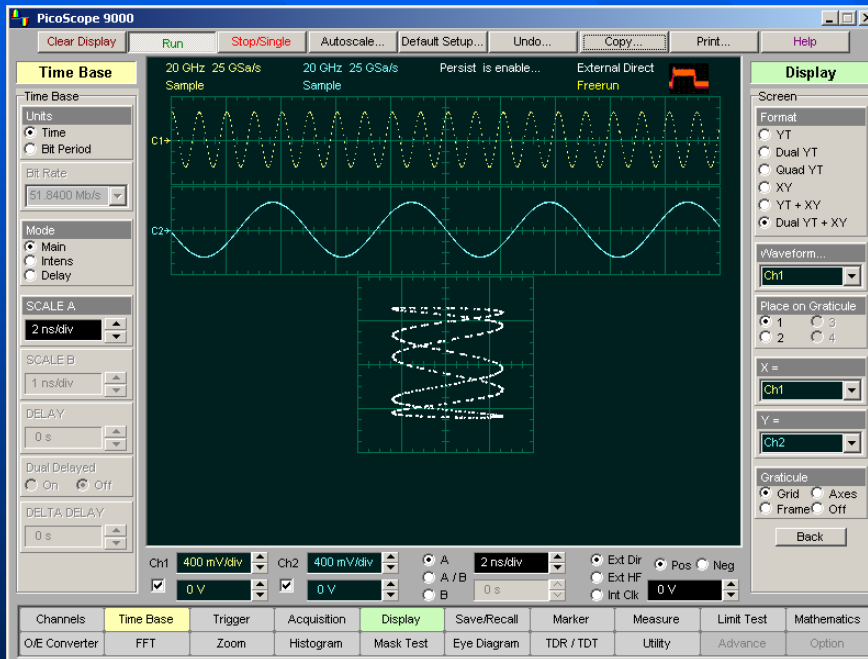 PicoScope 9000
Clear Display Run Stop/Single Autoscale... Default Setup... Undo... Copy... Print... Help
Time Base
Time Base
Units
Time
Bit Period
Bit Rate
51.8400 Mb/s
Mode
Main
Intens
Delay
SCALE A
2 ns/div
SCALE B
1 ns/div
DELAY
0 s
Dual Delayed
On Off
DELTA DELAY
0 s
20 GHz 25 GSa/s 20 GHz 25 GSa/s Persist is enable... External Direct
Sample Sample Freerun
C1
C2
Display
Screen
Format
YT
Dual YT
Quad YT
XY
YT + XY
Dual YT + XY
Waveform...
Ch1
Place on Graticule
1 3
2 4
X =
Ch1
Y =
Ch2
Graticule
Grid Axes
Frame Off
Back
Ch1 400 mV/div Ch2 400 mV/div A 2 ns/div Ext Dir Pos Neg
A / B Ext HF
0 V 0 V B 0 s Int Clk 0 V
Channels Time Base Trigger Acquisition Display Save/Recall Marker Measure Limit Test Mathematics
O/E Converter FFT Zoom Histogram Mask Test Eye Diagram TDR / TDT Utility Advance Option